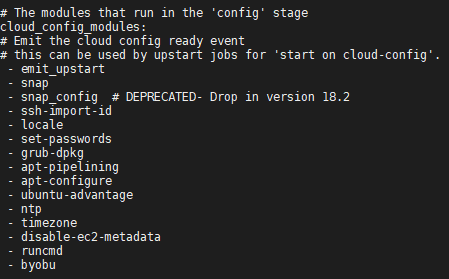 # The modules that run in the 'config' stage
cloud_config_modules:
# Emit the cloud config ready event
# this can be used by upstart jobs for 'start on cloud-config'.
 - emit_upstart
 - snap
 - snap_config  # DEPRECATED- Drop in version 18.2
 - ssh-import-id
 - locale
 - set-passwords
 - grub-dpkg
 - apt-pipelining
 - apt-configure
 - ubuntu-advantage
 - ntp
 - timezone
 - disable-ec2-metadata
 - runcmd
 - byobu